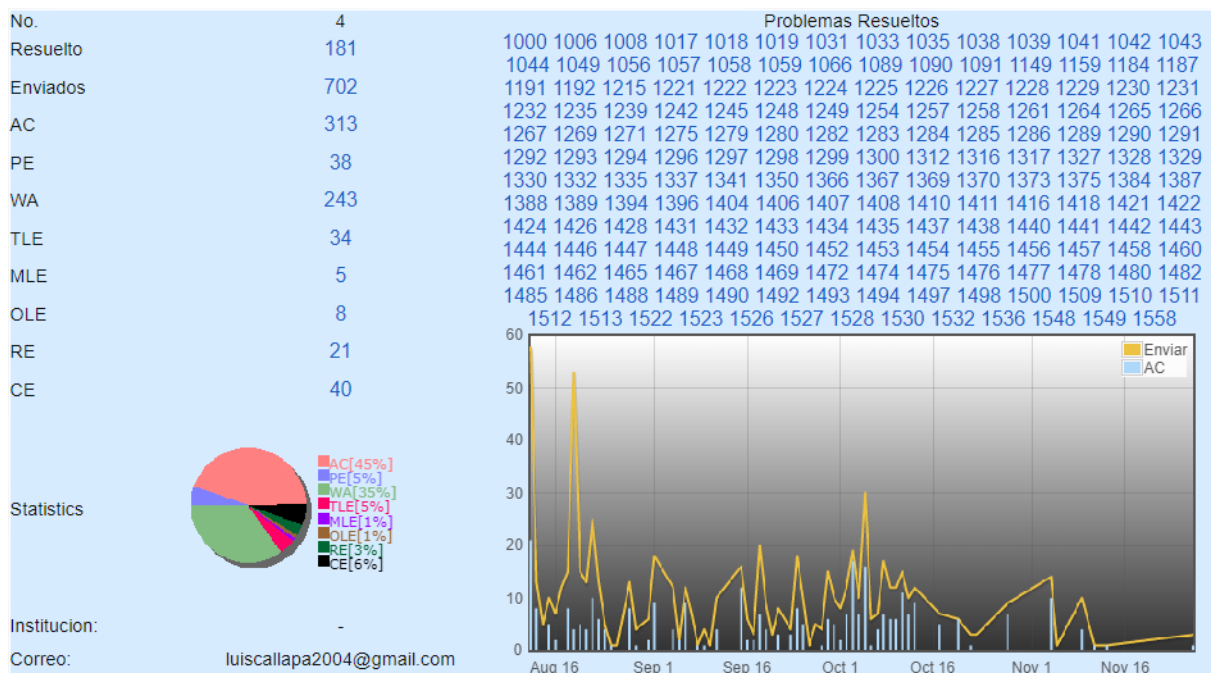 No. 4
Resuelto 181
Enviados 702
AC 313
PE 38
WA 243
TLE 34
MLE 5
OLE 8
RE 21
CE 40
Statistics
AC[45%]
PE[5%]
WA[35%]
TLE[5%]
MLE[1%]
OLE[1%]
RE[3%]
CE[6%]
Institucion: -
Correo: luiscallapa2004@gmail.com
Problemas Resueltos
1000 1006 1008 1017 1018 1019 1031 1033 1035 1038 1039 1041 1042 1043
1044 1049 1056 1057 1058 1059 1066 1089 1090 1091 1149 1159 1184 1187
1191 1192 1215 1221 1222 1223 1224 1225 1226 1227 1228 1229 1230 1231
1232 1235 1239 1242 1245 1248 1249 1254 1257 1258 1261 1264 1265 1266
1267 1269 1271 1275 1279 1280 1282 1283 1284 1285 1286 1289 1290 1291
1292 1293 1294 1296 1297 1298 1299 1300 1312 1316 1317 1327 1328 1329
1330 1332 1335 1337 1341 1350 1366 1367 1369 1370 1373 1375 1384 1387
1388 1389 1394 1396 1404 1406 1407 1408 1410 1411 1416 1418 1421 1422
1424 1426 1428 1431 1432 1433 1434 1435 1437 1438 1440 1441 1442 1443
1444 1446 1447 1448 1449 1450 1452 1453 1454 1455 1456 1457 1458 1460
1461 1462 1465 1467 1468 1469 1472 1474 1475 1476 1477 1478 1480 1482
1485 1486 1488 1489 1490 1492 1493 1494 1497 1498 1500 1509 1510 1511
1512 1513 1522 1523 1526 1527 1528 1530 1532 1536 1548 1549 1558
60
50
40
30
20
10
0
Enviar
AC
Aug 16 Sep 1 Sep 16 Oct 1 Oct 16 Nov 1 Nov 16